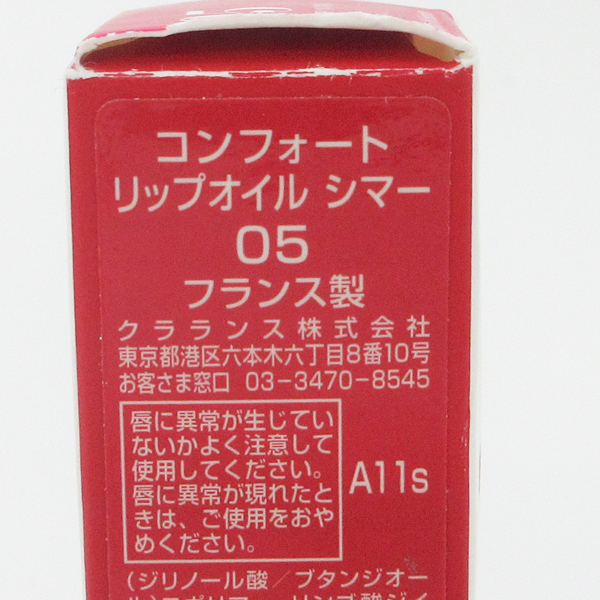 コンフォート
リップオイル シマー
05
フランス製
クラランス株式会社
東京都港区六本木六丁目8番10号
お客さま窓口 03-3470-8545
唇に異常が生じてい
ないかよく注意して
使用してください。
唇に異常が現れたと
きは、ご使用をおや
めください。
A11s
(ジリノール酸/ブタンジオー